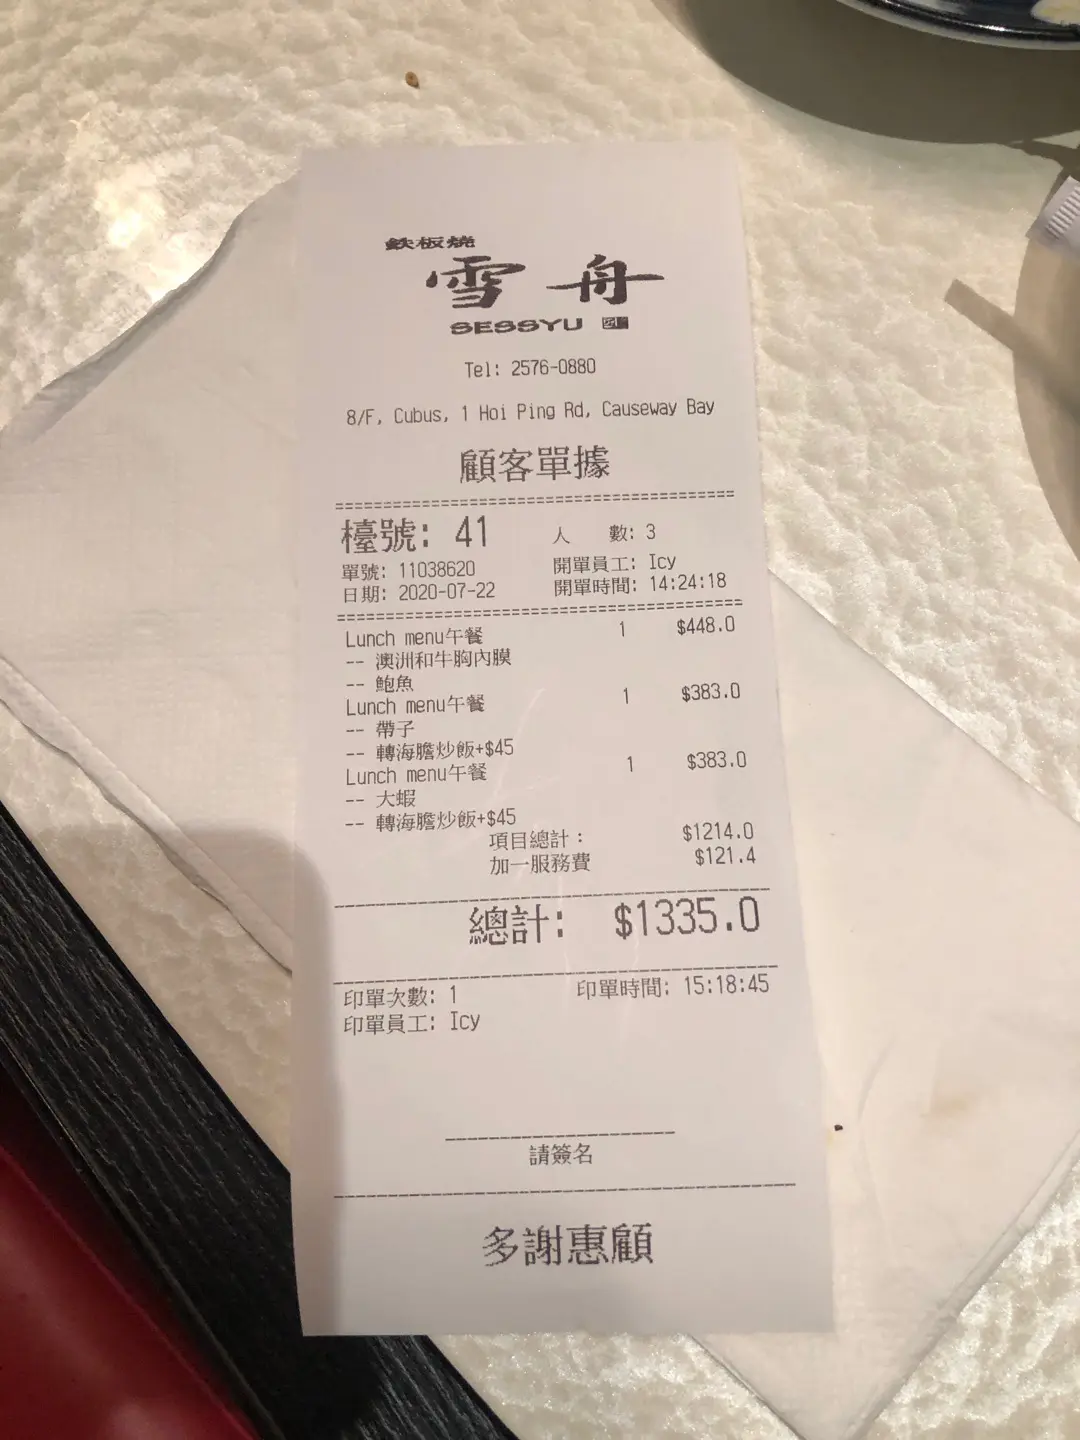 鉄板焼
雪舟
SESSYU
Tel: 2576-0880
8/F, Cubus, 1 Hoi Ping Rd, Causeway Bay
顧客單據
檯號: 41 人 數: 3
單號: 11038620 開單員工: Icy
日期: 2020-07-22 開單時間: 14:24:18
Lunch menu午餐 1 $448.0
-- 澳洲和牛胸內膜
-- 鮑魚
Lunch menu午餐 1 $383.0
-- 帶子
-- 轉海膽炒飯+$45
Lunch menu午餐 1 $383.0
-- 大蝦
-- 轉海膽炒飯+$45
項目總計： $1214.0
加一服務費 $121.4
總計: $1335.0
印單次數: 1 印單時間: 15:18:45
印單員工: Icy
請簽名
多謝惠顧